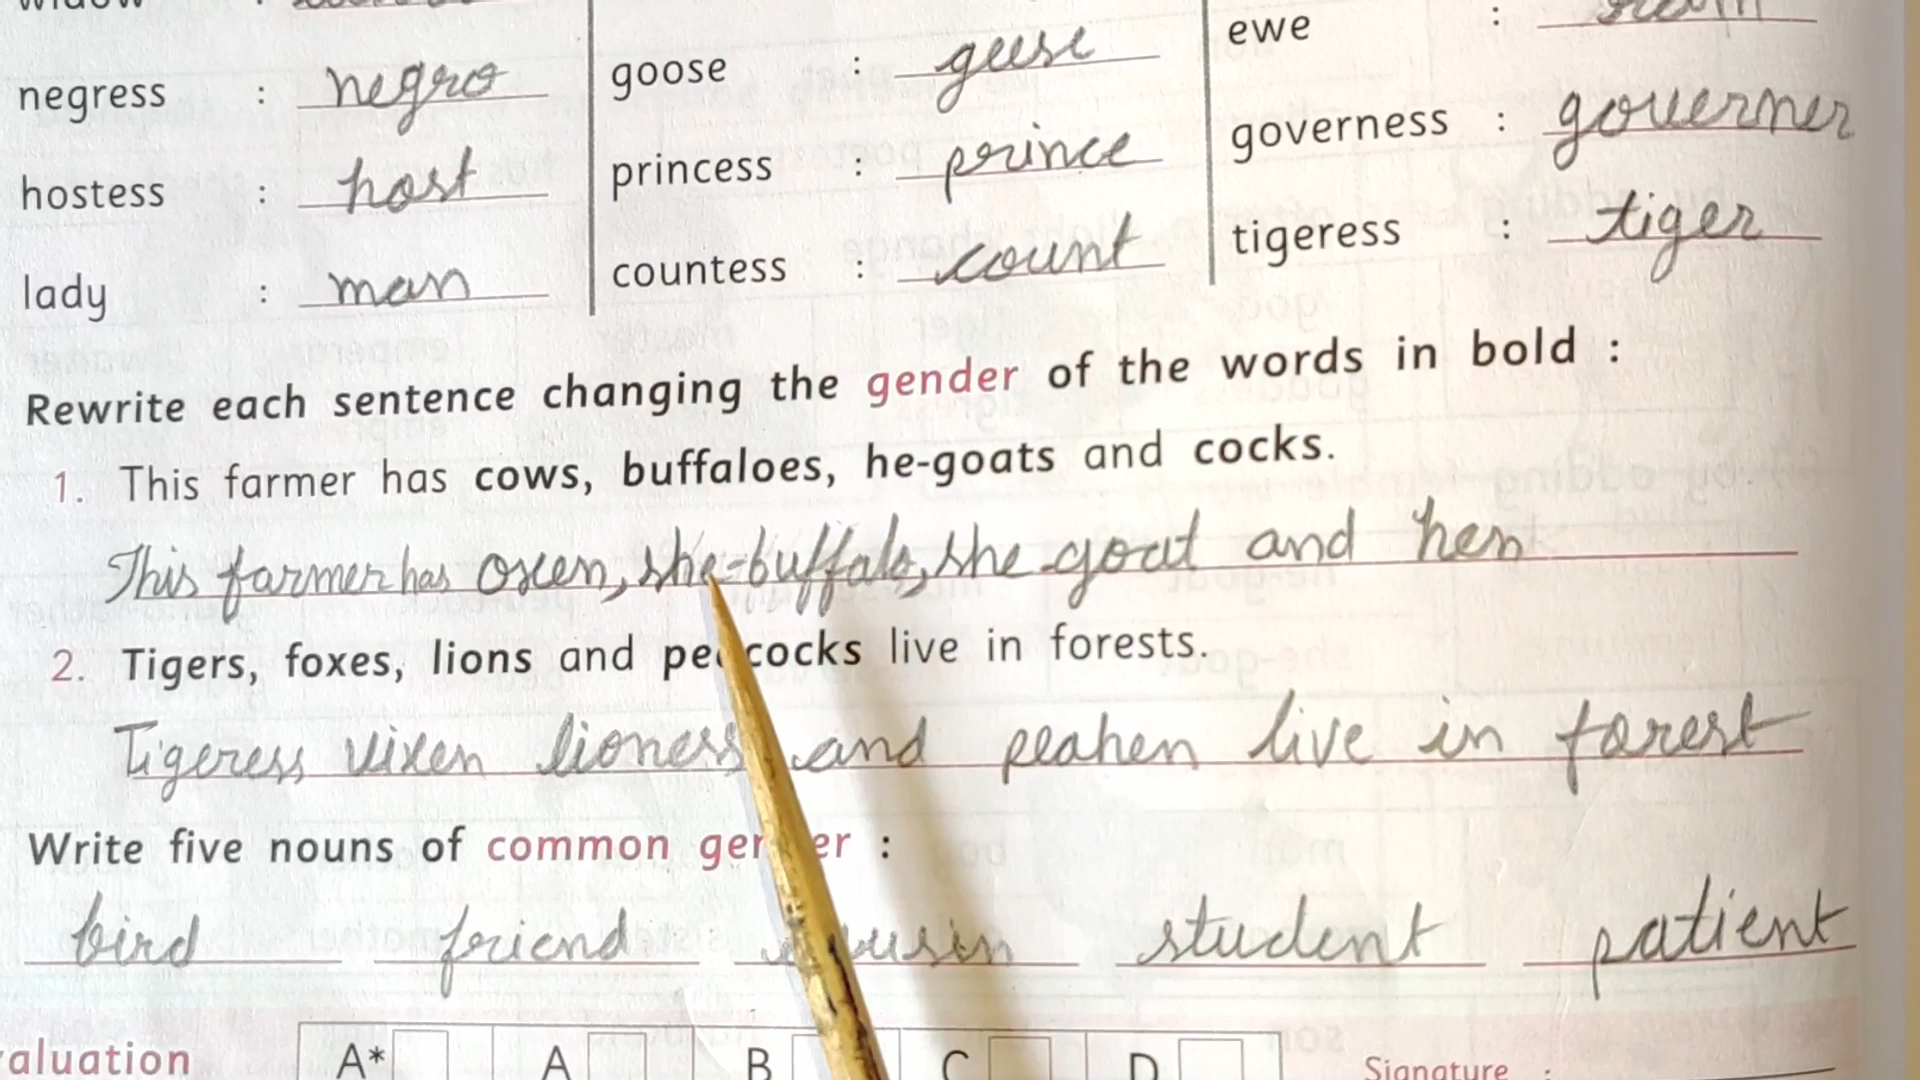 negress : negro goose : geese ewe :
hostess : host princess : prince governess : governer
lady : man countess : count tigeress : tiger
Rewrite each sentence changing the gender of the words in bold :
1. This farmer has cows, buffaloes, he-goats and cocks.
This farmer has oxen, she-buffalo, she goat and hen
2. Tigers, foxes, lions and peacocks live in forests.
Tigeress vixen lioness and peahen live in forest
Write five nouns of common gender :
bird friend cousin student patient
aluation A* A B C D Signature :